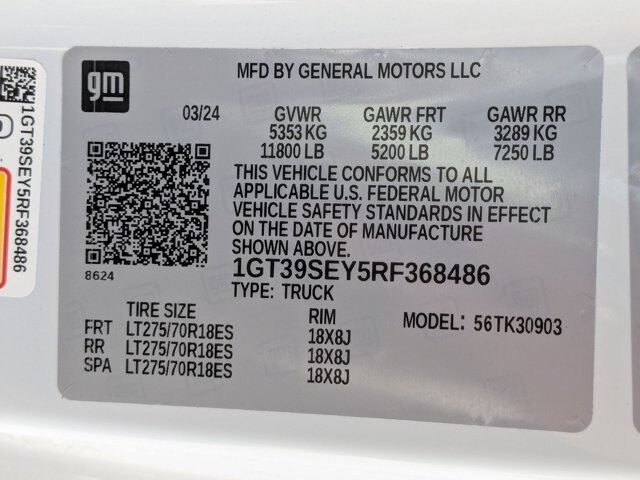 gm
MFD BY GENERAL MOTORS LLC
03/24 GVWR GAWR FRT GAWR RR
5353 KG 2359 KG 3289 KG
11800 LB 5200 LB 7250 LB
THIS VEHICLE CONFORMS TO ALL
APPLICABLE U.S. FEDERAL MOTOR
VEHICLE SAFETY STANDARDS IN EFFECT
ON THE DATE OF MANUFACTURE
SHOWN ABOVE.
8624
1GT39SEY5RF368486
TYPE: TRUCK
TIRE SIZE RIM MODEL: 56TK30903
FRT LT275/70R18ES 18X8J
RR LT275/70R18ES 18X8J
SPA LT275/70R18ES 18X8J
1GT39SEY5RF368486